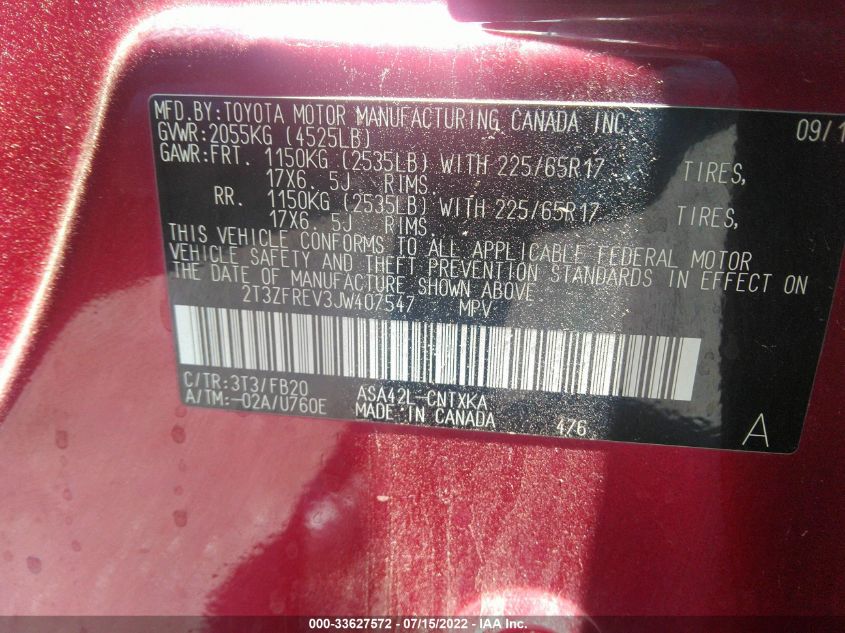 MFD.BY:TOYOTA MOTOR MANUFACTURING CANADA INC. 09/1
GVWR:2055KG (4525LB)
GAWR:FRT. 1150KG (2535LB) WITH 225/65R17 TIRES,
17X6. 5J RIMS.
RR. 1150KG (2535LB) WITH 225/65R17 TIRES,
17X6. 5J RIMS.
THIS VEHICLE CONFORMS TO ALL APPLICABLE FEDERAL MOTOR
VEHICLE SAFETY AND THEFT PREVENTION STANDARDS IN EFFECT ON
THE DATE OF MANUFACTURE SHOWN ABOVE
2T3ZFREV3JW407547 MPV
C/TR:3T3/FB20 ASA42L-CNTXKA
A/TM:-02A/U760E MADE IN CANADA 476 A
000-33627572 - 07/15/2022 - IAA Inc.